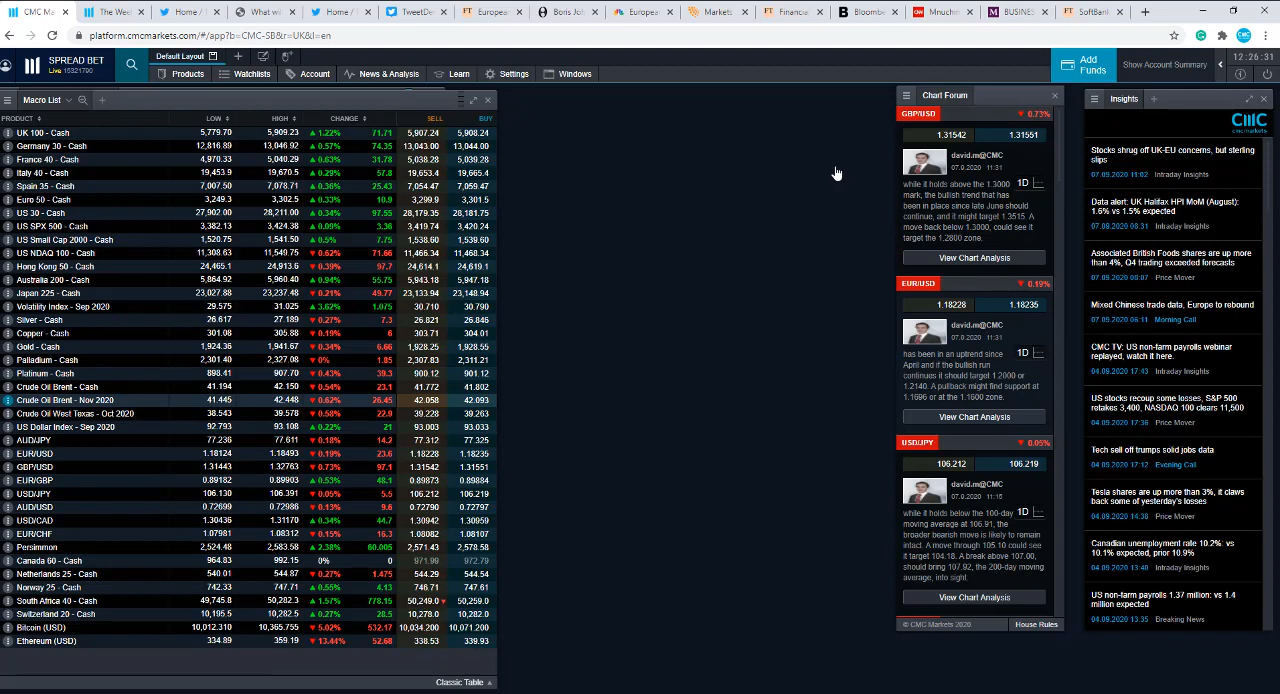 CMC Ma
The Week
Home /
What wil
Home /
TweetDe
European
Boris Jol
European
Markets
Financia
Bloombe
Mnuchin
BUSINES
SoftBank
platform.cmcmarkets.com/#/app?b=CMC-SB&r=UK&l=en
SPREAD BET
Live 16321790
Default Layout
Products
Watchlists
Account
News & Analysis
Learn
Settings
Windows
Add Funds
Show Account Summary
12:26:31
Macro List
PRODUCT LOW HIGH CHANGE SELL BUY
UK 100 - Cash 5,779.70 5,909.23 1.22% 71.71 5,907.24 5,908.24
Germany 30 - Cash 12,816.89 13,046.92 0.57% 74.35 13,043.00 13,044.00
France 40 - Cash 4,970.33 5,040.29 0.63% 31.78 5,038.28 5,039.28
Italy 40 - Cash 19,453.9 19,670.5 0.29% 57.8 19,653.4 19,665.4
Spain 35 - Cash 7,007.50 7,078.71 0.36% 25.43 7,054.47 7,059.47
Euro 50 - Cash 3,249.3 3,302.5 0.33% 10.9 3,299.9 3,301.5
US 30 - Cash 27,902.00 28,211.00 0.34% 97.55 28,179.35 28,181.75
US SPX 500 - Cash 3,382.13 3,424.38 0.09% 3.36 3,419.74 3,420.24
US Small Cap 2000 - Cash 1,520.75 1,541.50 0.5% 7.75 1,538.60 1,539.60
US NDAQ 100 - Cash 11,308.63 11,549.75 0.62% 71.66 11,466.34 11,468.34
Hong Kong 50 - Cash 24,465.1 24,913.6 0.39% 97.7 24,614.1 24,619.1
Australia 200 - Cash 5,864.92 5,960.40 0.94% 55.75 5,943.18 5,947.18
Japan 225 - Cash 23,027.88 23,237.48 0.21% 49.77 23,133.94 23,148.94
Volatility Index - Sep 2020 29.575 31.025 3.62% 1.075 30.710 30.790
Silver - Cash 26.617 27.189 0.27% 7.3 26.821 26.846
Copper - Cash 301.08 305.88 0.19% 6 303.71 304.01
Gold - Cash 1,924.36 1,941.67 0.34% 6.66 1,928.25 1,928.55
Palladium - Cash 2,301.40 2,327.08 0% 1.85 2,307.83 2,311.21
Platinum - Cash 898.41 907.70 0.43% 39.3 900.12 901.12
Crude Oil Brent - Cash 41.194 42.150 0.54% 23.1 41.772 41.802
Crude Oil Brent - Nov 2020 41.445 42.448 0.62% 26.45 42.058 42.093
Crude Oil West Texas - Oct 2020 38.543 39.578 0.58% 22.9 39.228 39.263
US Dollar Index - Sep 2020 92.793 93.108 0.22% 21 93.003 93.033
AUD/JPY 77.236 77.611 0.18% 14.2 77.312 77.325
EUR/USD 1.18124 1.18493 0.19% 23.6 1.18228 1.18235
GBP/USD 1.31443 1.32763 0.73% 97.1 1.31542 1.31551
EUR/GBP 0.89182 0.89903 0.53% 48.1 0.89873 0.89884
USD/JPY 106.130 106.391 0.05% 5.5 106.212 106.219
AUD/USD 0.72699 0.72986 0.13% 9.6 0.72790 0.72797
USD/CAD 1.30436 1.31170 0.34% 44.7 1.30942 1.30959
EUR/CHF 1.07981 1.08312 0.15% 16.3 1.08082 1.08107
Persimmon 2,524.48 2,583.58 2.38% 60.005 2,571.43 2,578.58
Canada 60 - Cash 964.83 992.15 0% 0 971.99 972.79
Netherlands 25 - Cash 540.01 544.87 0.27% 1.475 544.29 544.54
Norway 25 - Cash 742.33 747.71 0.55% 4.13 746.71 747.61
South Africa 40 - Cash 49,745.8 50,282.3 1.57% 778.15 50,249.0 50,259.0
Switzerland 20 - Cash 10,195.5 10,282.5 0.27% 28.5 10,278.0 10,282.0
Bitcoin (USD) 10,012.310 10,365.755 5.02% 532.17 10,034.200 10,071.200
Ethereum (USD) 334.89 359.19 13.44% 52.68 338.53 339.93
Classic Table
Chart Forum
GBP/USD 0.73%
1.31542 1.31551
david.m@CMC
07.09.2020 11:31
1D
while it holds above the 1.3000
mark, the bullish trend that has
been in place since late June should
continue, and it might target 1.3515. A
move back below 1.3000, could see
it target the 1.2800 zone.
View Chart Analysis
EUR/USD 0.19%
1.18228 1.18235
david.m@CMC
07.09.2020 11:31
1D
has been in an uptrend since
April and if the bullish run
continues it should target 1.2000 or
1.2140. A pullback might find support at
1.1696 or at the 1.1600 zone.
View Chart Analysis
USD/JPY 0.05%
106.212 106.219
david.m@CMC
07.09.2020 11:15
1D
while it holds below the 100-day
moving average at 106.91, the
broader bearish move is likely to remain
intact. A move through 105.10 could see
it target 104.18. A break above 107.00,
should bring 107.92, the 200-day moving
average, into sight.
View Chart Analysis
© CMC Markets 2020 House Rules
Insights
cmc markets
Stocks shrug off UK-EU concerns, but sterling
slips
07.09.2020 11:02 Intraday Insights
Data alert: UK Halifax HPI MoM (August):
1.6% vs 1.5% expected
07.09.2020 08:31 Intraday Insights
Associated British Foods shares are up more
than 4%, Q4 trading exceeded forecasts
07.09.2020 08:07 Price Mover
Mixed Chinese trade data, Europe to rebound
07.09.2020 06:11 Morning Call
CMC TV: US non-farm payrolls webinar
replayed, watch it here.
04.09.2020 17:43 Intraday Insights
US stocks recoup some losses, S&P 500
retakes 3,400, NASDAQ 100 clears 11,500
04.09.2020 17:36 Price Mover
Tech sell off trumps solid jobs data
04.09.2020 17:12 Evening Call
Tesla shares are up more than 3%, it claws
back some of yesterday's losses
04.09.2020 14:38 Price Mover
Canadian unemployment rate 10.2% vs:
10.1% expected, prior 10.9%
04.09.2020 13:40 Intraday Insights
US non-farm payrolls 1.37 million: vs 1.4
million expected
04.09.2020 13:35 Breaking News